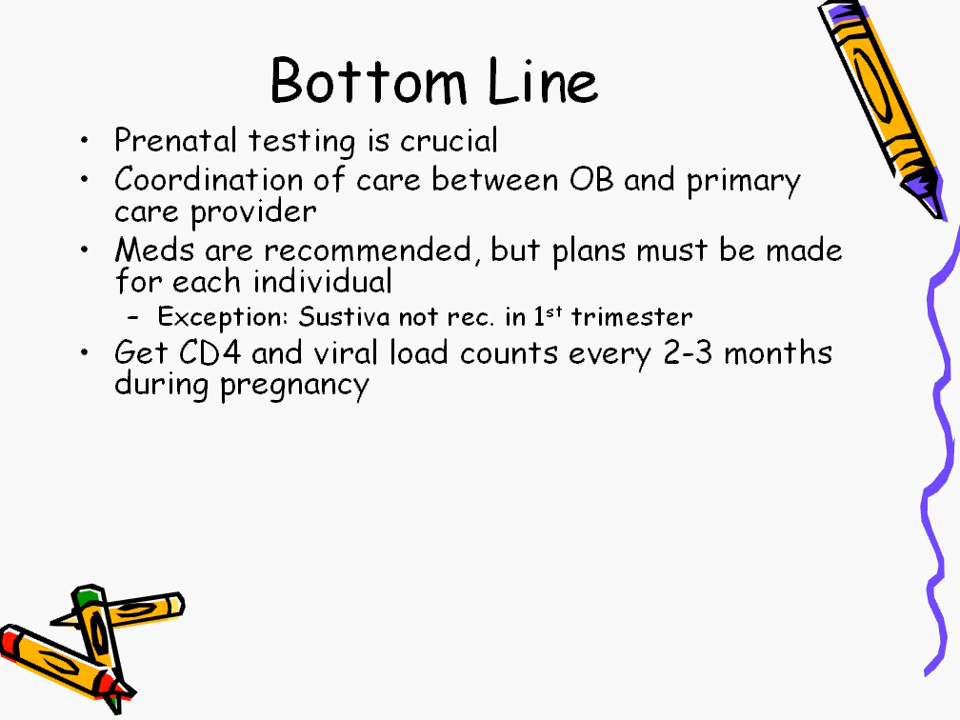 Bottom Line
• Prenatal testing is crucial
• Coordination of care between OB and primary
care provider
• Meds are recommended, but plans must be made
for each individual
– Exception: Sustiva not rec. in 1st trimester
• Get CD4 and viral load counts every 2-3 months
during pregnancy